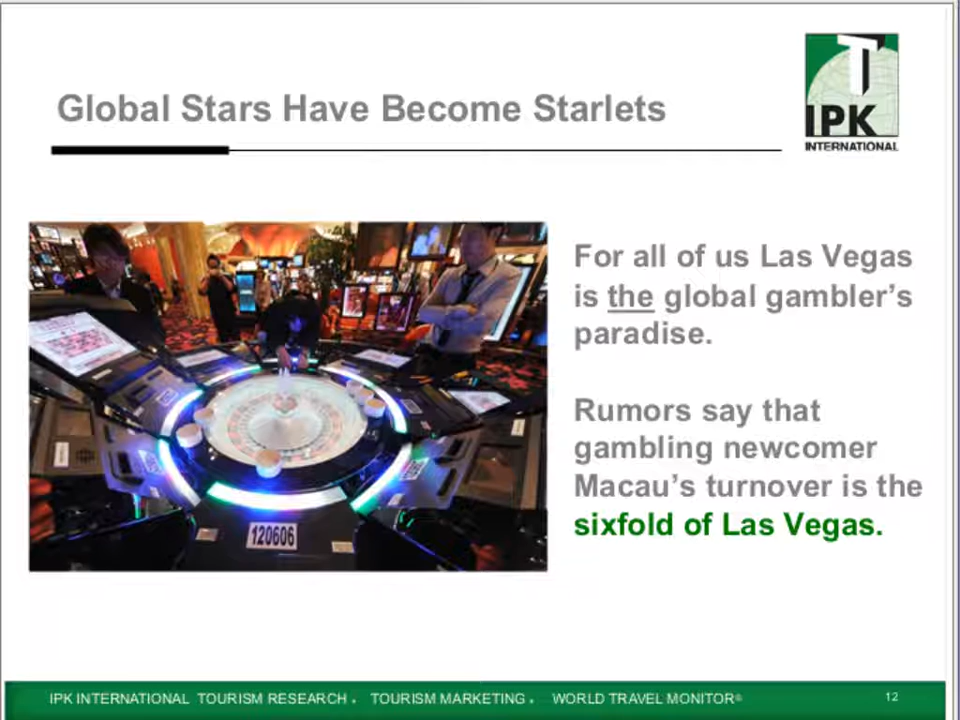 Global Stars Have Become Starlets
T
IPK
INTERNATIONAL
For all of us Las Vegas
is the global gambler's
paradise.
Rumors say that
gambling newcomer
Macau's turnover is the
sixfold of Las Vegas.
120606
IPK INTERNATIONAL TOURISM RESEARCH . TOURISM MARKETING . WORLD TRAVEL MONITOR®
12